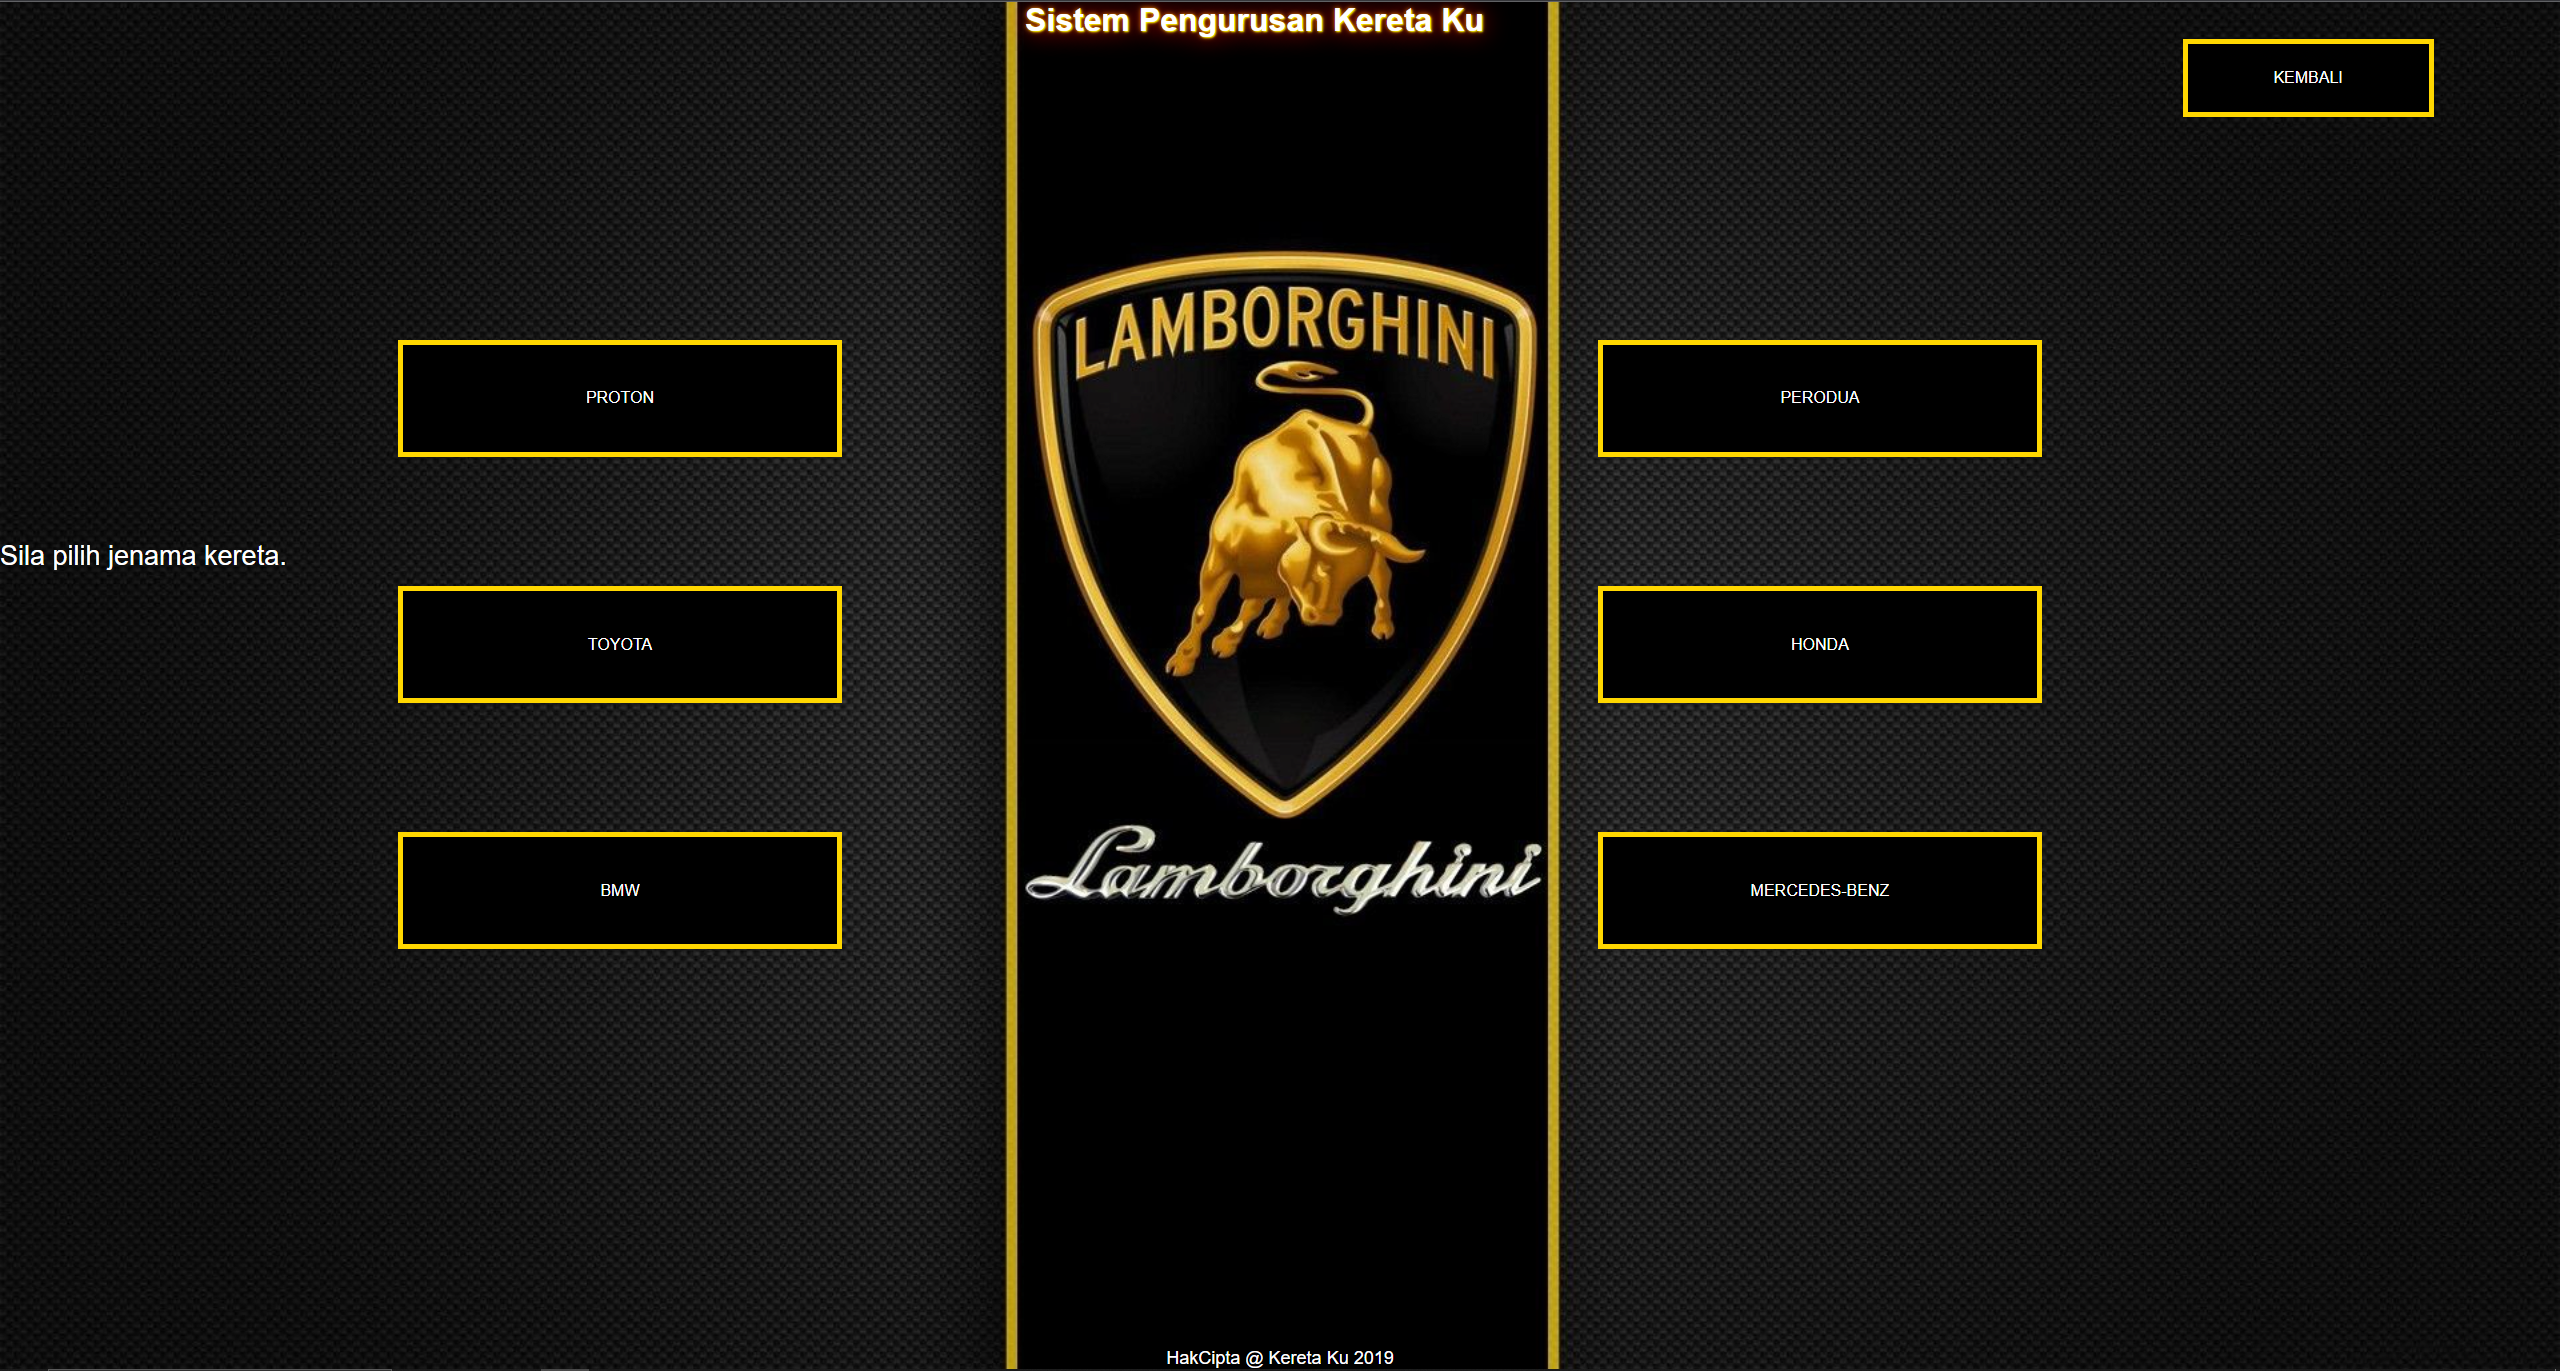 Sistem Pengurusan Kereta Ku
KEMBALI
LAMBORGHINI
PROTON
PERODUA
Sila pilih jenama kereta.
TOYOTA
HONDA
BMW
MERCEDES-BENZ
Lamborghini
HakCipta @ Kereta Ku 2019